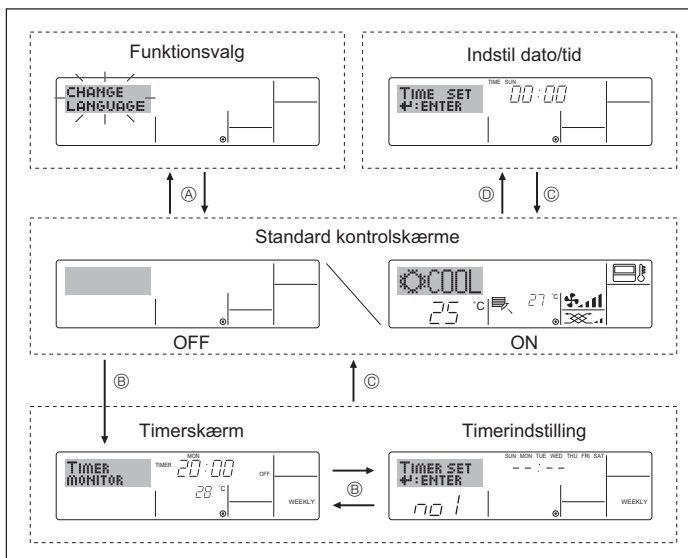 Funktionsvalg
CHANGE
LANGUAGE
Indstil dato/tid
TIME SUN
TIME SET
↵:ENTER
00:00
Ⓐ
Ⓓ
Ⓒ
Standard kontrolskærme
COOL
25 °C
27 °C
OFF
ON
Ⓑ
Ⓒ
Timerskærm
MON
TIMER
MONITOR
TIMER
20:00
OFF
28 °C
WEEKLY
Ⓑ
Timerindstilling
SUN MON TUE WED THU FRI SAT
TIMER SET
↵:ENTER
--:--
no 1
WEEKLY